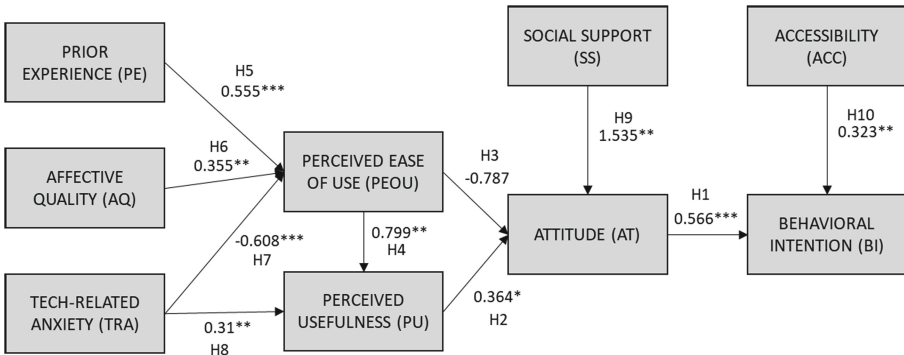 PRIOR
EXPERIENCE (PE)
AFFECTIVE
QUALITY (AQ)
TECH-RELATED
ANXIETY (TRA)
H5
0.555***
H6
0.355**
-0.608***
H7
0.31**
H8
PERCEIVED EASE
OF USE (PEOU)
0.799**
H4
PERCEIVED
USEFULNESS (PU)
H3
-0.787
0.364*
H2
SOCIAL SUPPORT
(SS)
H9
1.535**
ATTITUDE (AT)
H1
0.566***
ACCESSIBILITY
(ACC)
H10
0.323**
BEHAVIORAL
INTENTION (BI)